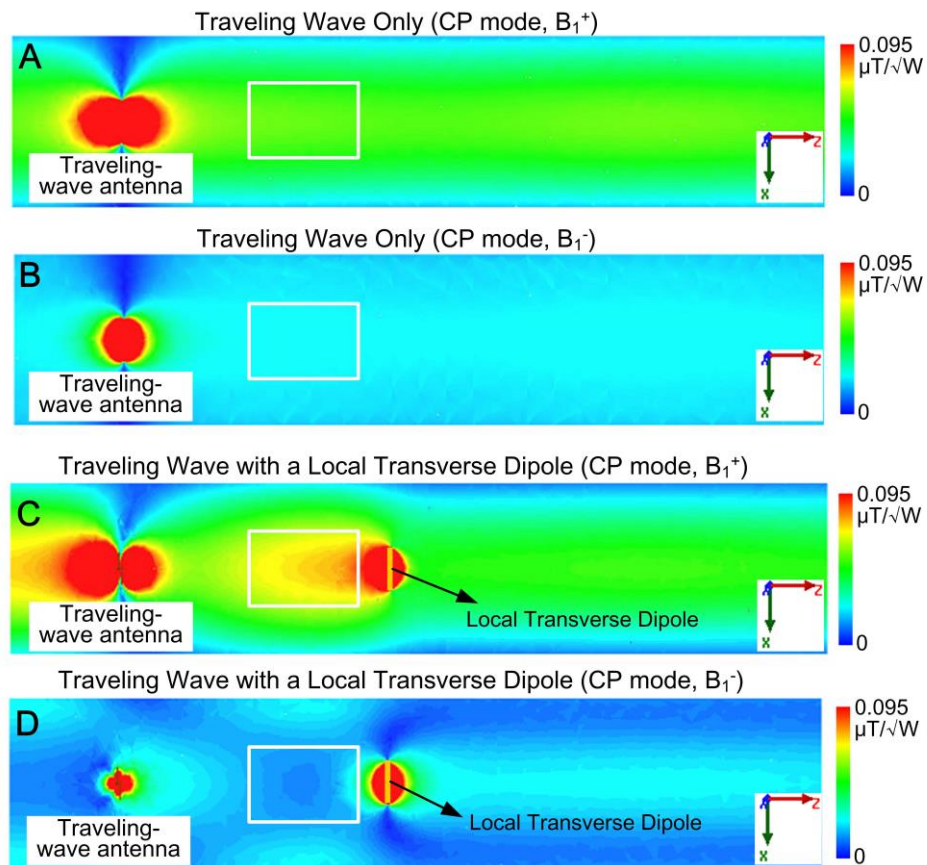 Traveling Wave Only (CP mode, B₁⁺)
A
0.095
μT/√W
0
Traveling-
wave antenna
Z
X
Traveling Wave Only (CP mode, B₁⁻)
B
0.095
μT/√W
0
Traveling-
wave antenna
Z
X
Traveling Wave with a Local Transverse Dipole (CP mode, B₁⁺)
C
0.095
μT/√W
0
Traveling-
wave antenna
Local Transverse Dipole
Z
X
Traveling Wave with a Local Transverse Dipole (CP mode, B₁⁻)
D
0.095
μT/√W
0
Traveling-
wave antenna
Local Transverse Dipole
Z
X